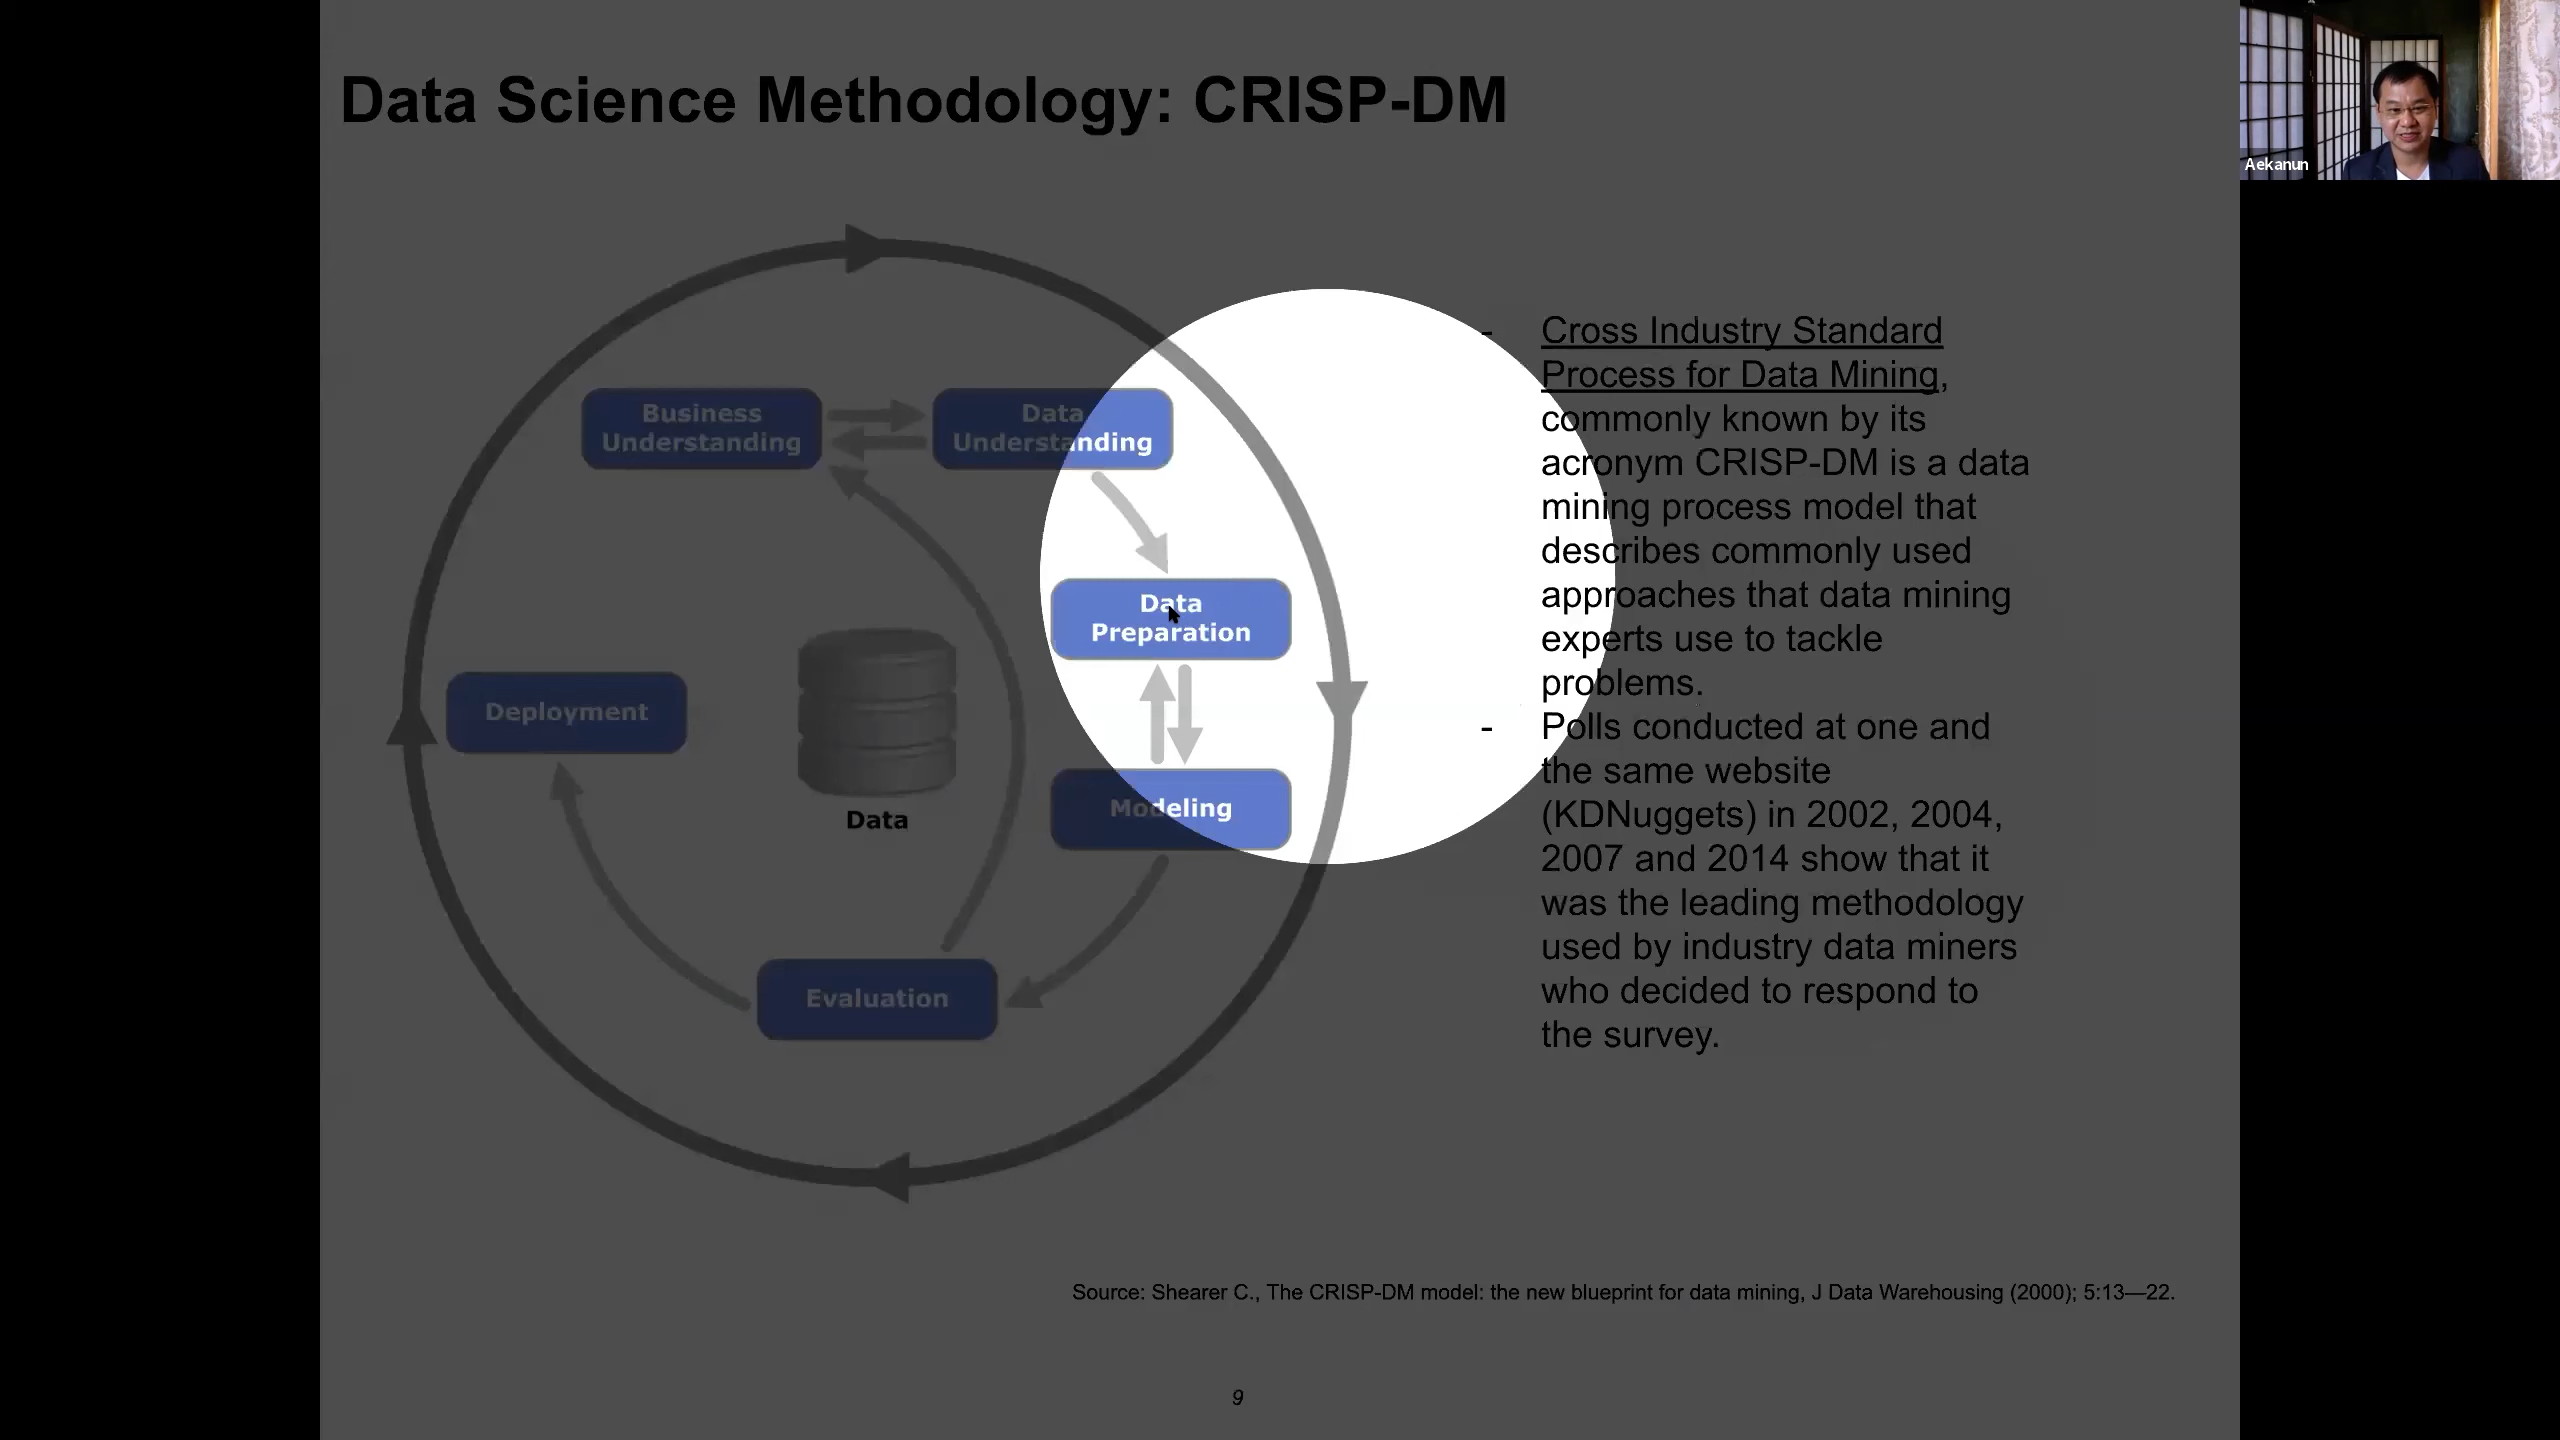 Data Science Methodology: CRISP-DM
Aekanun
Business
Understanding
Data
Understanding
Data
Preparation
Modeling
Evaluation
Deployment
Data
- Cross Industry Standard
Process for Data Mining,
commonly known by its
acronym CRISP-DM is a data
mining process model that
describes commonly used
approaches that data mining
experts use to tackle
problems.
- Polls conducted at one and
the same website
(KDNuggets) in 2002, 2004,
2007 and 2014 show that it
was the leading methodology
used by industry data miners
who decided to respond to
the survey.
Source: Shearer C., The CRISP-DM model: the new blueprint for data mining, J Data Warehousing (2000); 5:13—22.
9